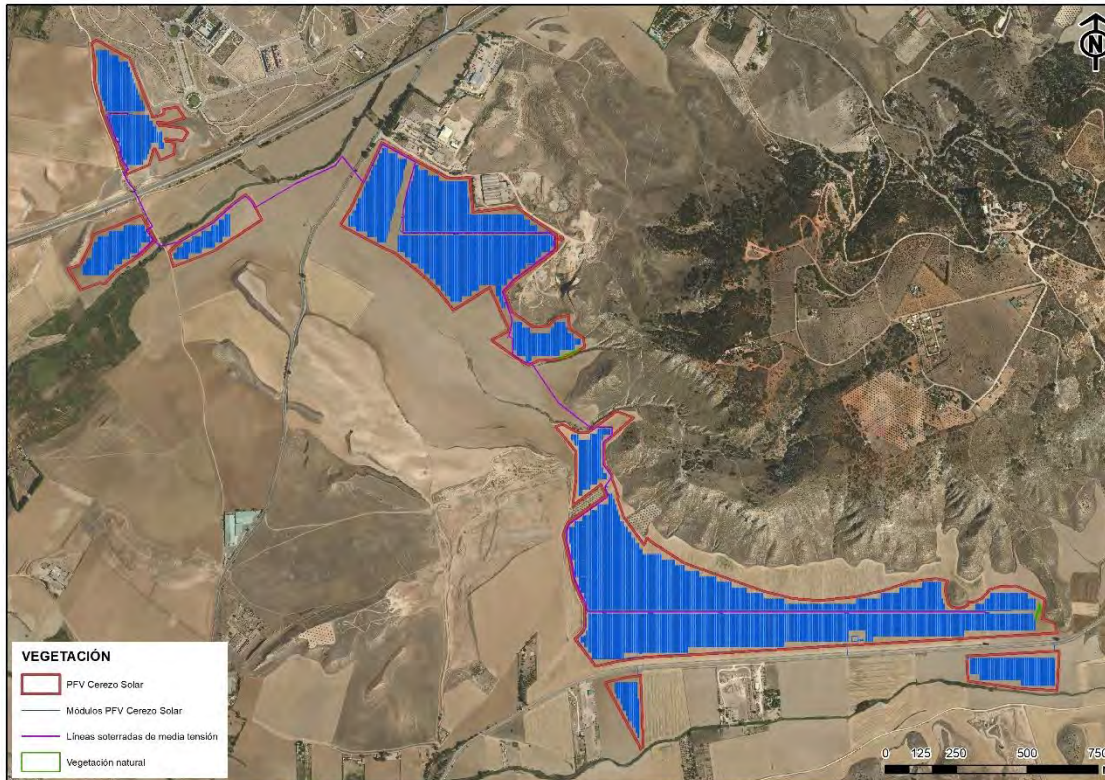 N
VEGETACIÓN
PFV Cerezo Solar
Módulos PFV Cerezo Solar
Líneas soterradas de media tensión
Vegetación natural
0 125 250 500 750